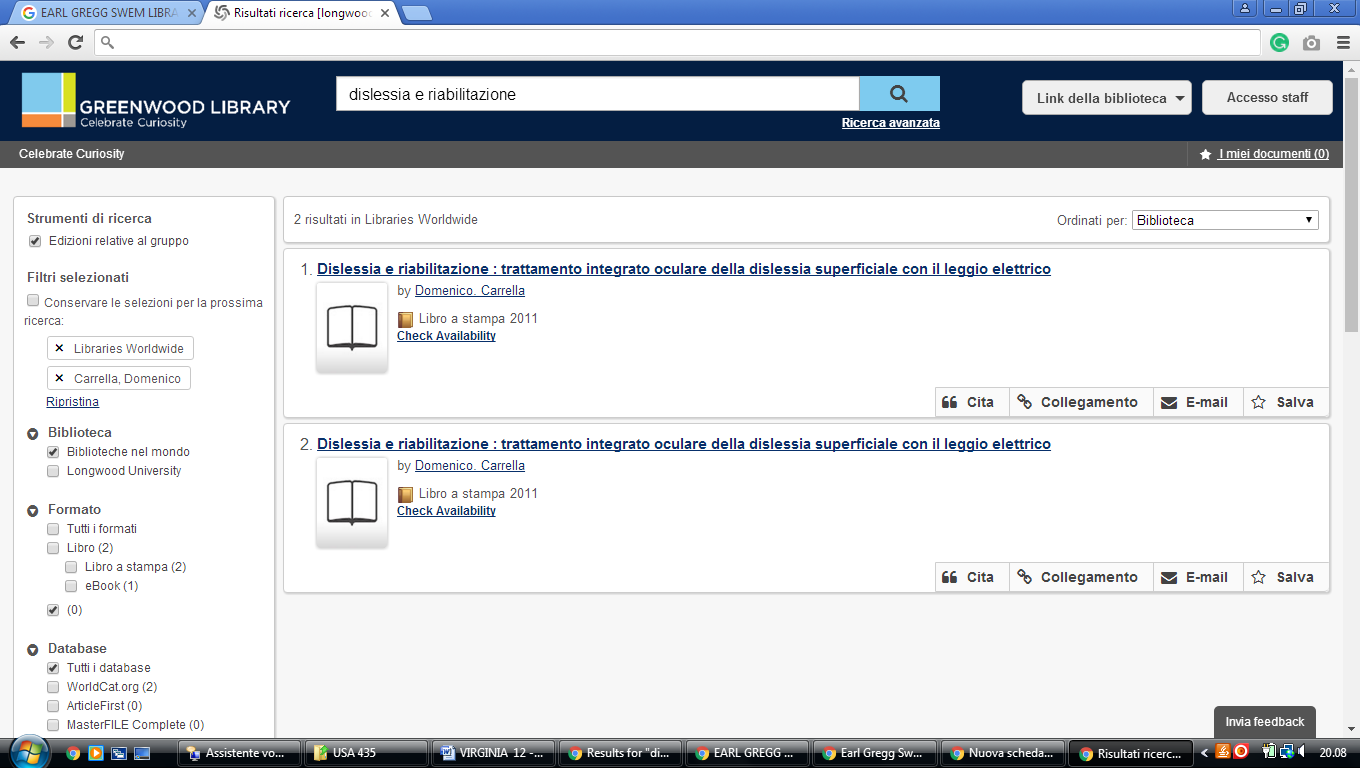 EARL GREGG SWEM LIBRA
Risultati ricerca [longwood
GREENWOOD LIBRARY
Celebrate Curiosity
dislessia e riabilitazione
Ricerca avanzata
Link della biblioteca
Accesso staff
Celebrate Curiosity
I miei documenti (0)
Strumenti di ricerca
Edizioni relative al gruppo
Filtri selezionati
Conservare le selezioni per la prossima
ricerca:
Libraries Worldwide
Carrella, Domenico
Ripristina
Biblioteca
Biblioteche nel mondo
Longwood University
Formato
Tutti i formati
Libro (2)
Libro a stampa (2)
eBook (1)
(0)
Database
Tutti i database
WorldCat.org (2)
ArticleFirst (0)
MasterFILE Complete (0)
2 risultati in Libraries Worldwide
Ordinati per: Biblioteca
1. Dislessia e riabilitazione : trattamento integrato oculare della dislessia superficiale con il leggio elettrico
by Domenico. Carrella
Libro a stampa 2011
Check Availability
Cita Collegamento E-mail Salva
2. Dislessia e riabilitazione : trattamento integrato oculare della dislessia superficiale con il leggio elettrico
by Domenico. Carrella
Libro a stampa 2011
Check Availability
Cita Collegamento E-mail Salva
Invia feedback
Assistente vo... USA 435 VIRGINIA 12 -... Results for "di... EARL GREGG ... Earl Gregg Sw... Nuova scheda... Risultati ricerc... 20.08